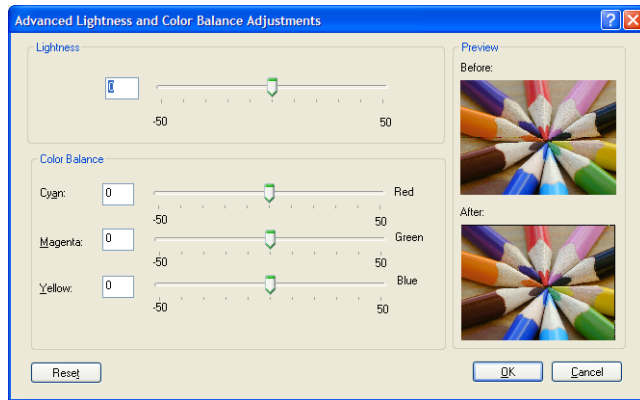 Advanced Lightness and Color Balance Adjustments
Lightness
0
-50 50
Color Balance
Cyan: 0 Red
-50 50
Magenta: 0 Green
-50 50
Yellow: 0 Blue
-50 50
Preview
Before:
After:
Reset OK Cancel